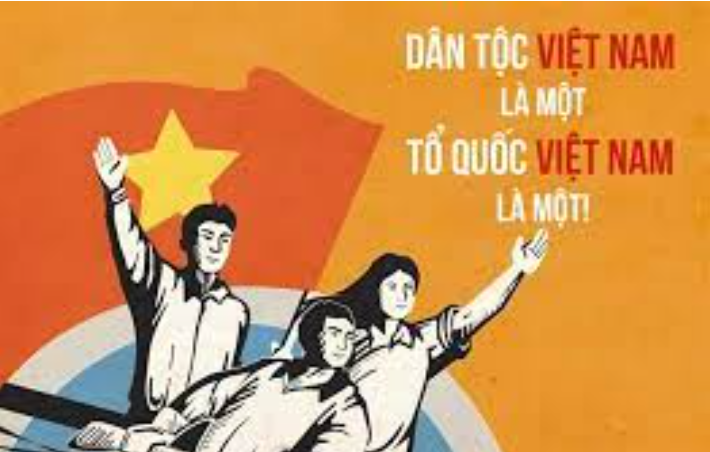 DÂN TỘC VIỆT NAM
LÀ MỘT
TỔ QUỐC VIỆT NAM
LÀ MỘT!